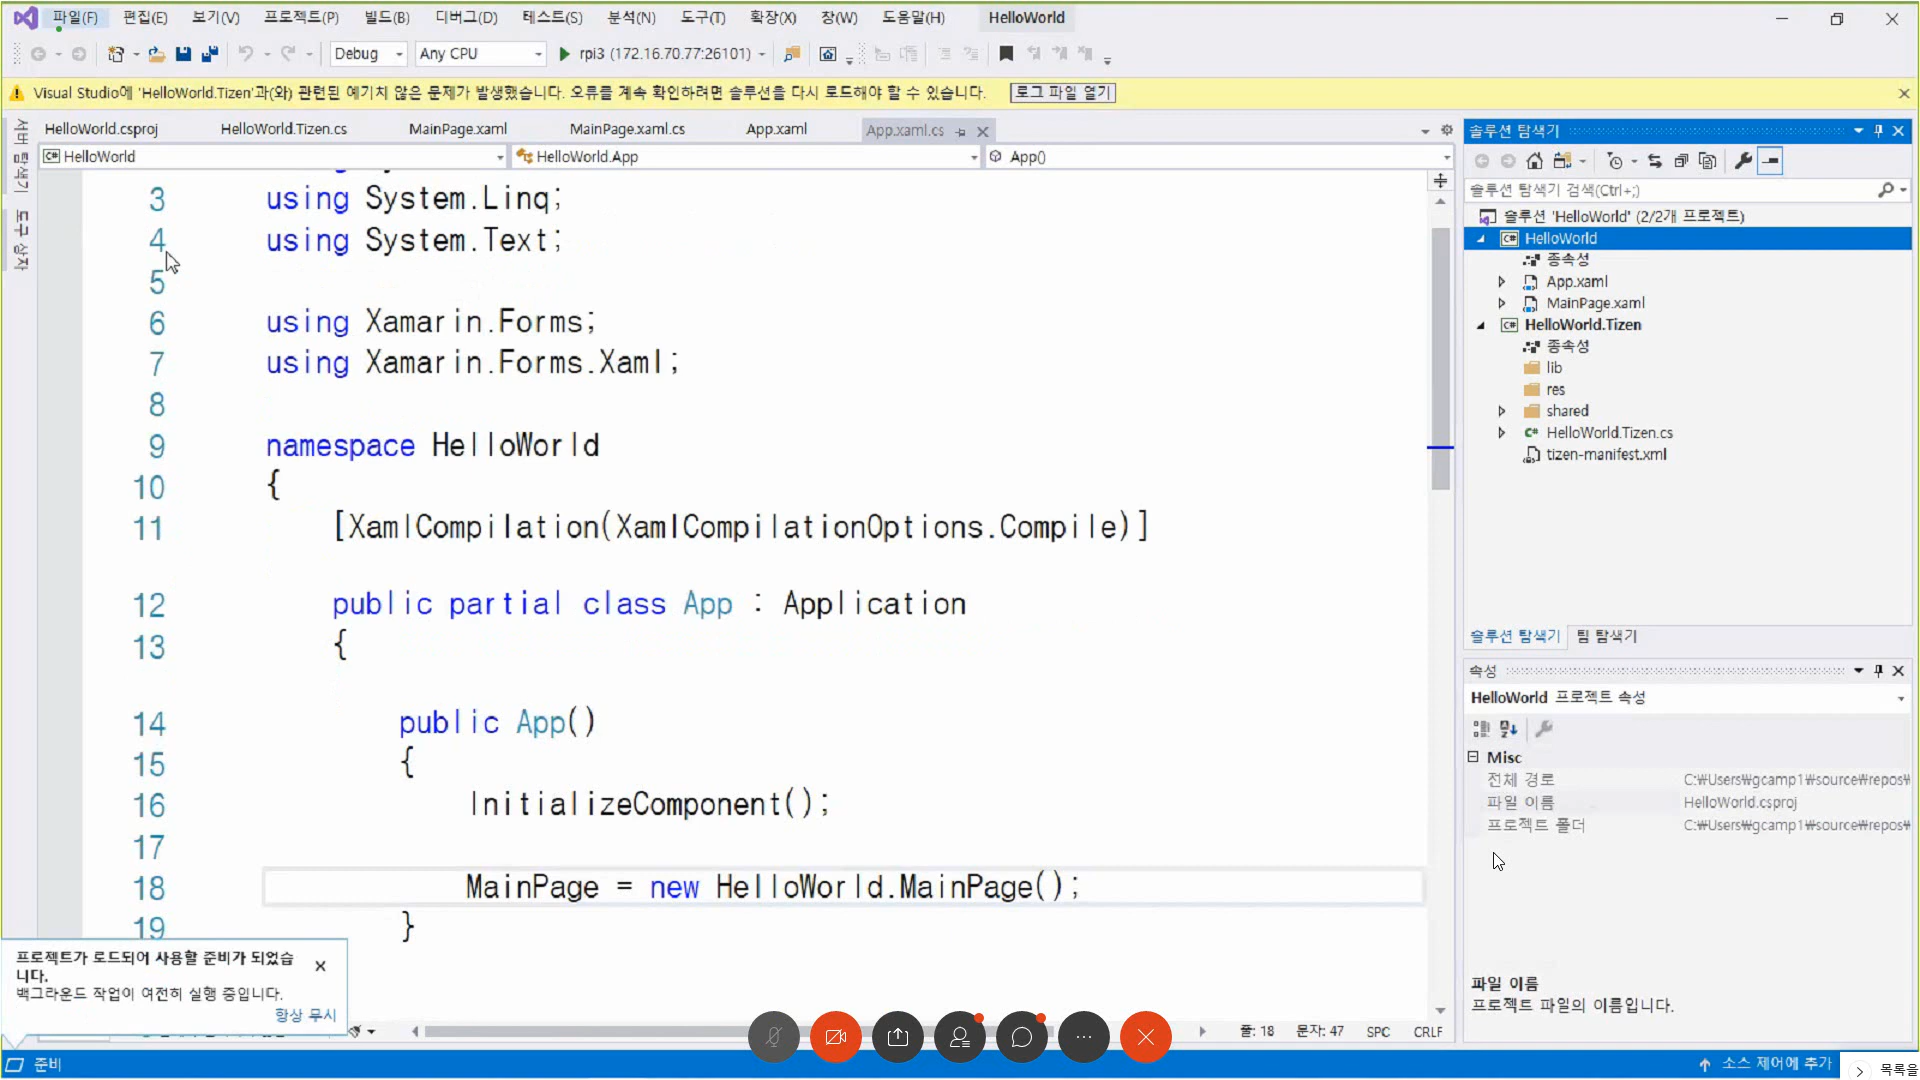 파일(F) 편집(E) 보기(V) 프로젝트(P) 빌드(B) 디버그(D) 테스트(S) 분석(N) 도구(T) 확장(X) 창(W) 도움말(H) HelloWorld
Debug Any CPU rpi3 (172.16.70.77:26101)
Visual Studio에 'HelloWorld.Tizen'과(와) 관련된 예기치 않은 문제가 발생했습니다. 오류를 계속 확인하려면 솔루션을 다시 로드해야 할 수 있습니다. 로그 파일 열기
서버 탐색기
도구 상자
HelloWorld.csproj HelloWorld.Tizen.cs MainPage.xaml MainPage.xaml.cs App.xaml App.xaml.cs
HelloWorld HelloWorld.App App()
3 using System.Linq;
4 using System.Text;
5
6 using Xamarin.Forms;
7 using Xamarin.Forms.Xaml;
8
9 namespace HelloWorld
10 {
11 [XamlCompilation(XamlCompilationOptions.Compile)]
12 public partial class App : Application
13 {
14 public App()
15 {
16 InitializeComponent();
17
18 MainPage = new HelloWorld.MainPage();
19 }
솔루션 탐색기
솔루션 탐색기 검색(Ctrl+;)
솔루션 'HelloWorld' (2/2개 프로젝트)
HelloWorld
종속성
App.xaml
MainPage.xaml
HelloWorld.Tizen
종속성
lib
res
shared
HelloWorld.Tizen.cs
tizen-manifest.xml
솔루션 탐색기 팀 탐색기
속성
HelloWorld 프로젝트 속성
Misc
전체 경로 C:₩Users₩gcamp1₩source₩repos₩
파일 이름 HelloWorld.csproj
프로젝트 폴더 C:₩Users₩gcamp1₩source₩repos₩
파일 이름
프로젝트 파일의 이름입니다.
프로젝트가 로드되어 사용할 준비가 되었습
니다.
백그라운드 작업이 여전히 실행 중입니다.
항상 무시
줄: 18 문자: 47 SPC CRLF
준비 소스 제어에 추가
목록을